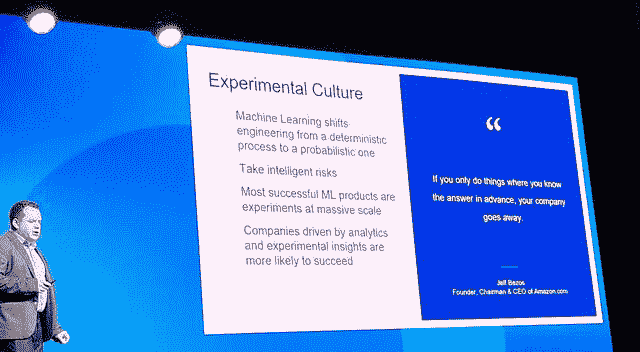 Experimental Culture
Machine Learning shifts
engineering from a deterministic
process to a probabilistic one
Take intelligent risks
Most successful ML products are
experiments at massive scale
Companies driven by analytics
and experimental insights are
more likely to succeed
“
If you only do things where you know
the answer in advance, your company
goes away.
Jeff Bezos
Founder, Chairman & CEO of Amazon.com